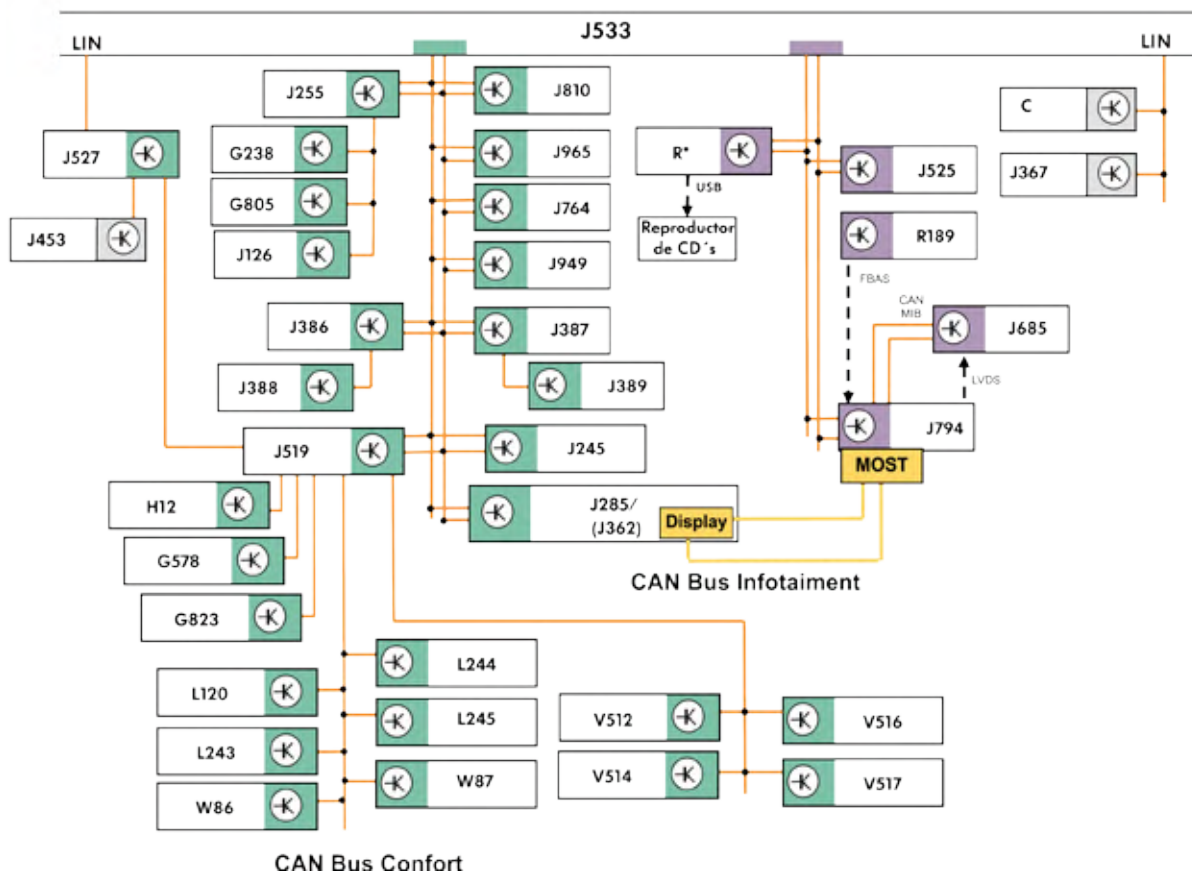 J533
LIN
LIN
J255
J810
C
G238
J527
J965
R*
J525
J367
USB
G805
J764
J453
Reproductor
de CD´s
R189
J126
J949
FBAS
CAN
MIB
J386
J387
J685
J388
J389
LVDS
J794
J519
J245
MOST
H12
J285/
(J362)
Display
G578
CAN Bus Infotaiment
G823
L244
L120
L245
V512
V516
L243
V514
W87
V517
W86
CAN Bus Confort